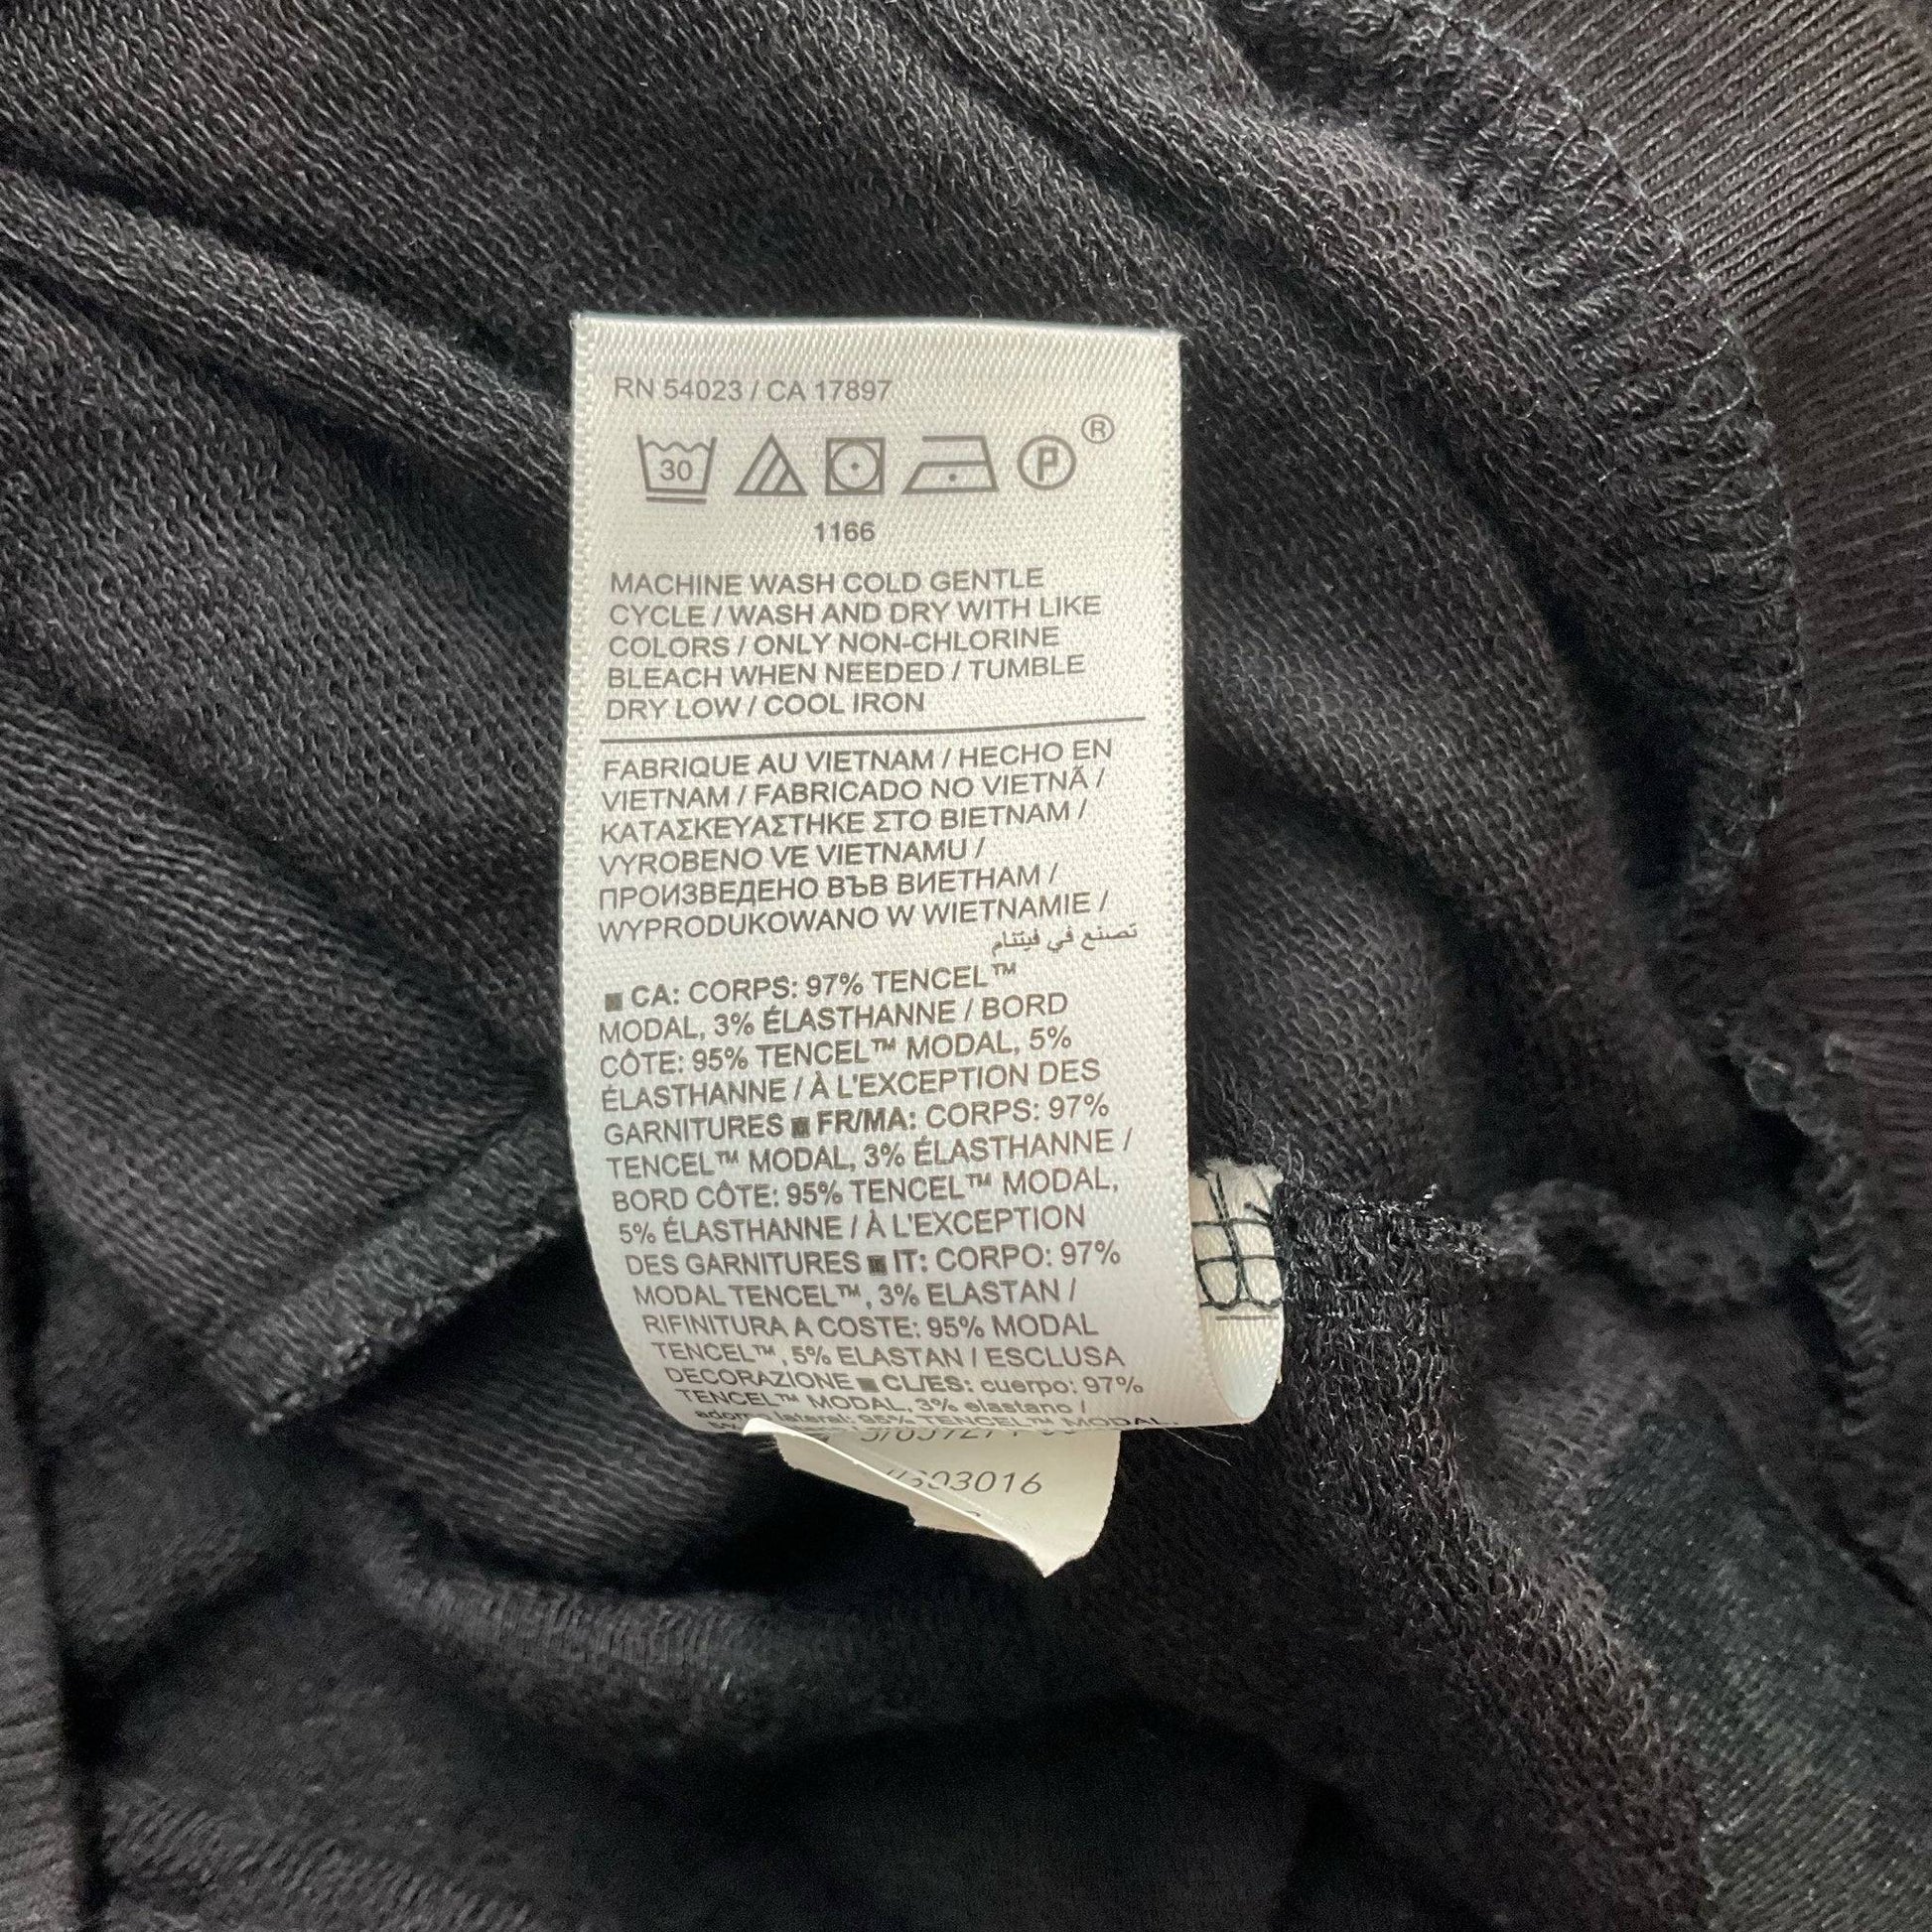 RN 54023 / CA 17897
30
P
®
1166
MACHINE WASH COLD GENTLE
CYCLE / WASH AND DRY WITH LIKE
COLORS / ONLY NON-CHLORINE
BLEACH WHEN NEEDED / TUMBLE
DRY LOW / COOL IRON
FABRIQUE AU VIETNAM / HECHO EN
VIETNAM / FABRICADO NO VIETNÃ /
ΚΑΤΑΣΚΕΥΑΣΤΗΚΕ ΣΤΟ ΒΙΕΤΝΑΜ /
VYROBENO VE VIETNAMU /
ПРОИЗВЕДЕНО ВЪВ ВИЕТНАМ /
WYPRODUKOWANO W WIETNAMIE /
تصنع في فيتنام
■ CA: CORPS: 97% TENCEL™
MODAL, 3% ÉLASTHANNE / BORD
CÔTE: 95% TENCEL™ MODAL, 5%
ÉLASTHANNE / À L'EXCEPTION DES
GARNITURES ■ FR/MA: CORPS: 97%
TENCEL™ MODAL, 3% ÉLASTHANNE /
BORD CÔTE: 95% TENCEL™ MODAL,
5% ÉLASTHANNE / À L'EXCEPTION
DES GARNITURES ■ IT: CORPO: 97%
MODAL TENCEL™, 3% ELASTAN /
RIFINITURA A COSTE: 95% MODAL
TENCEL™, 5% ELASTAN / ESCLUSA
DECORAZIONE ■ CL/ES: cuerpo: 97%
TENCEL™ MODAL, 3% elastano /
lateral: 95% TENCEL™ MODAL,